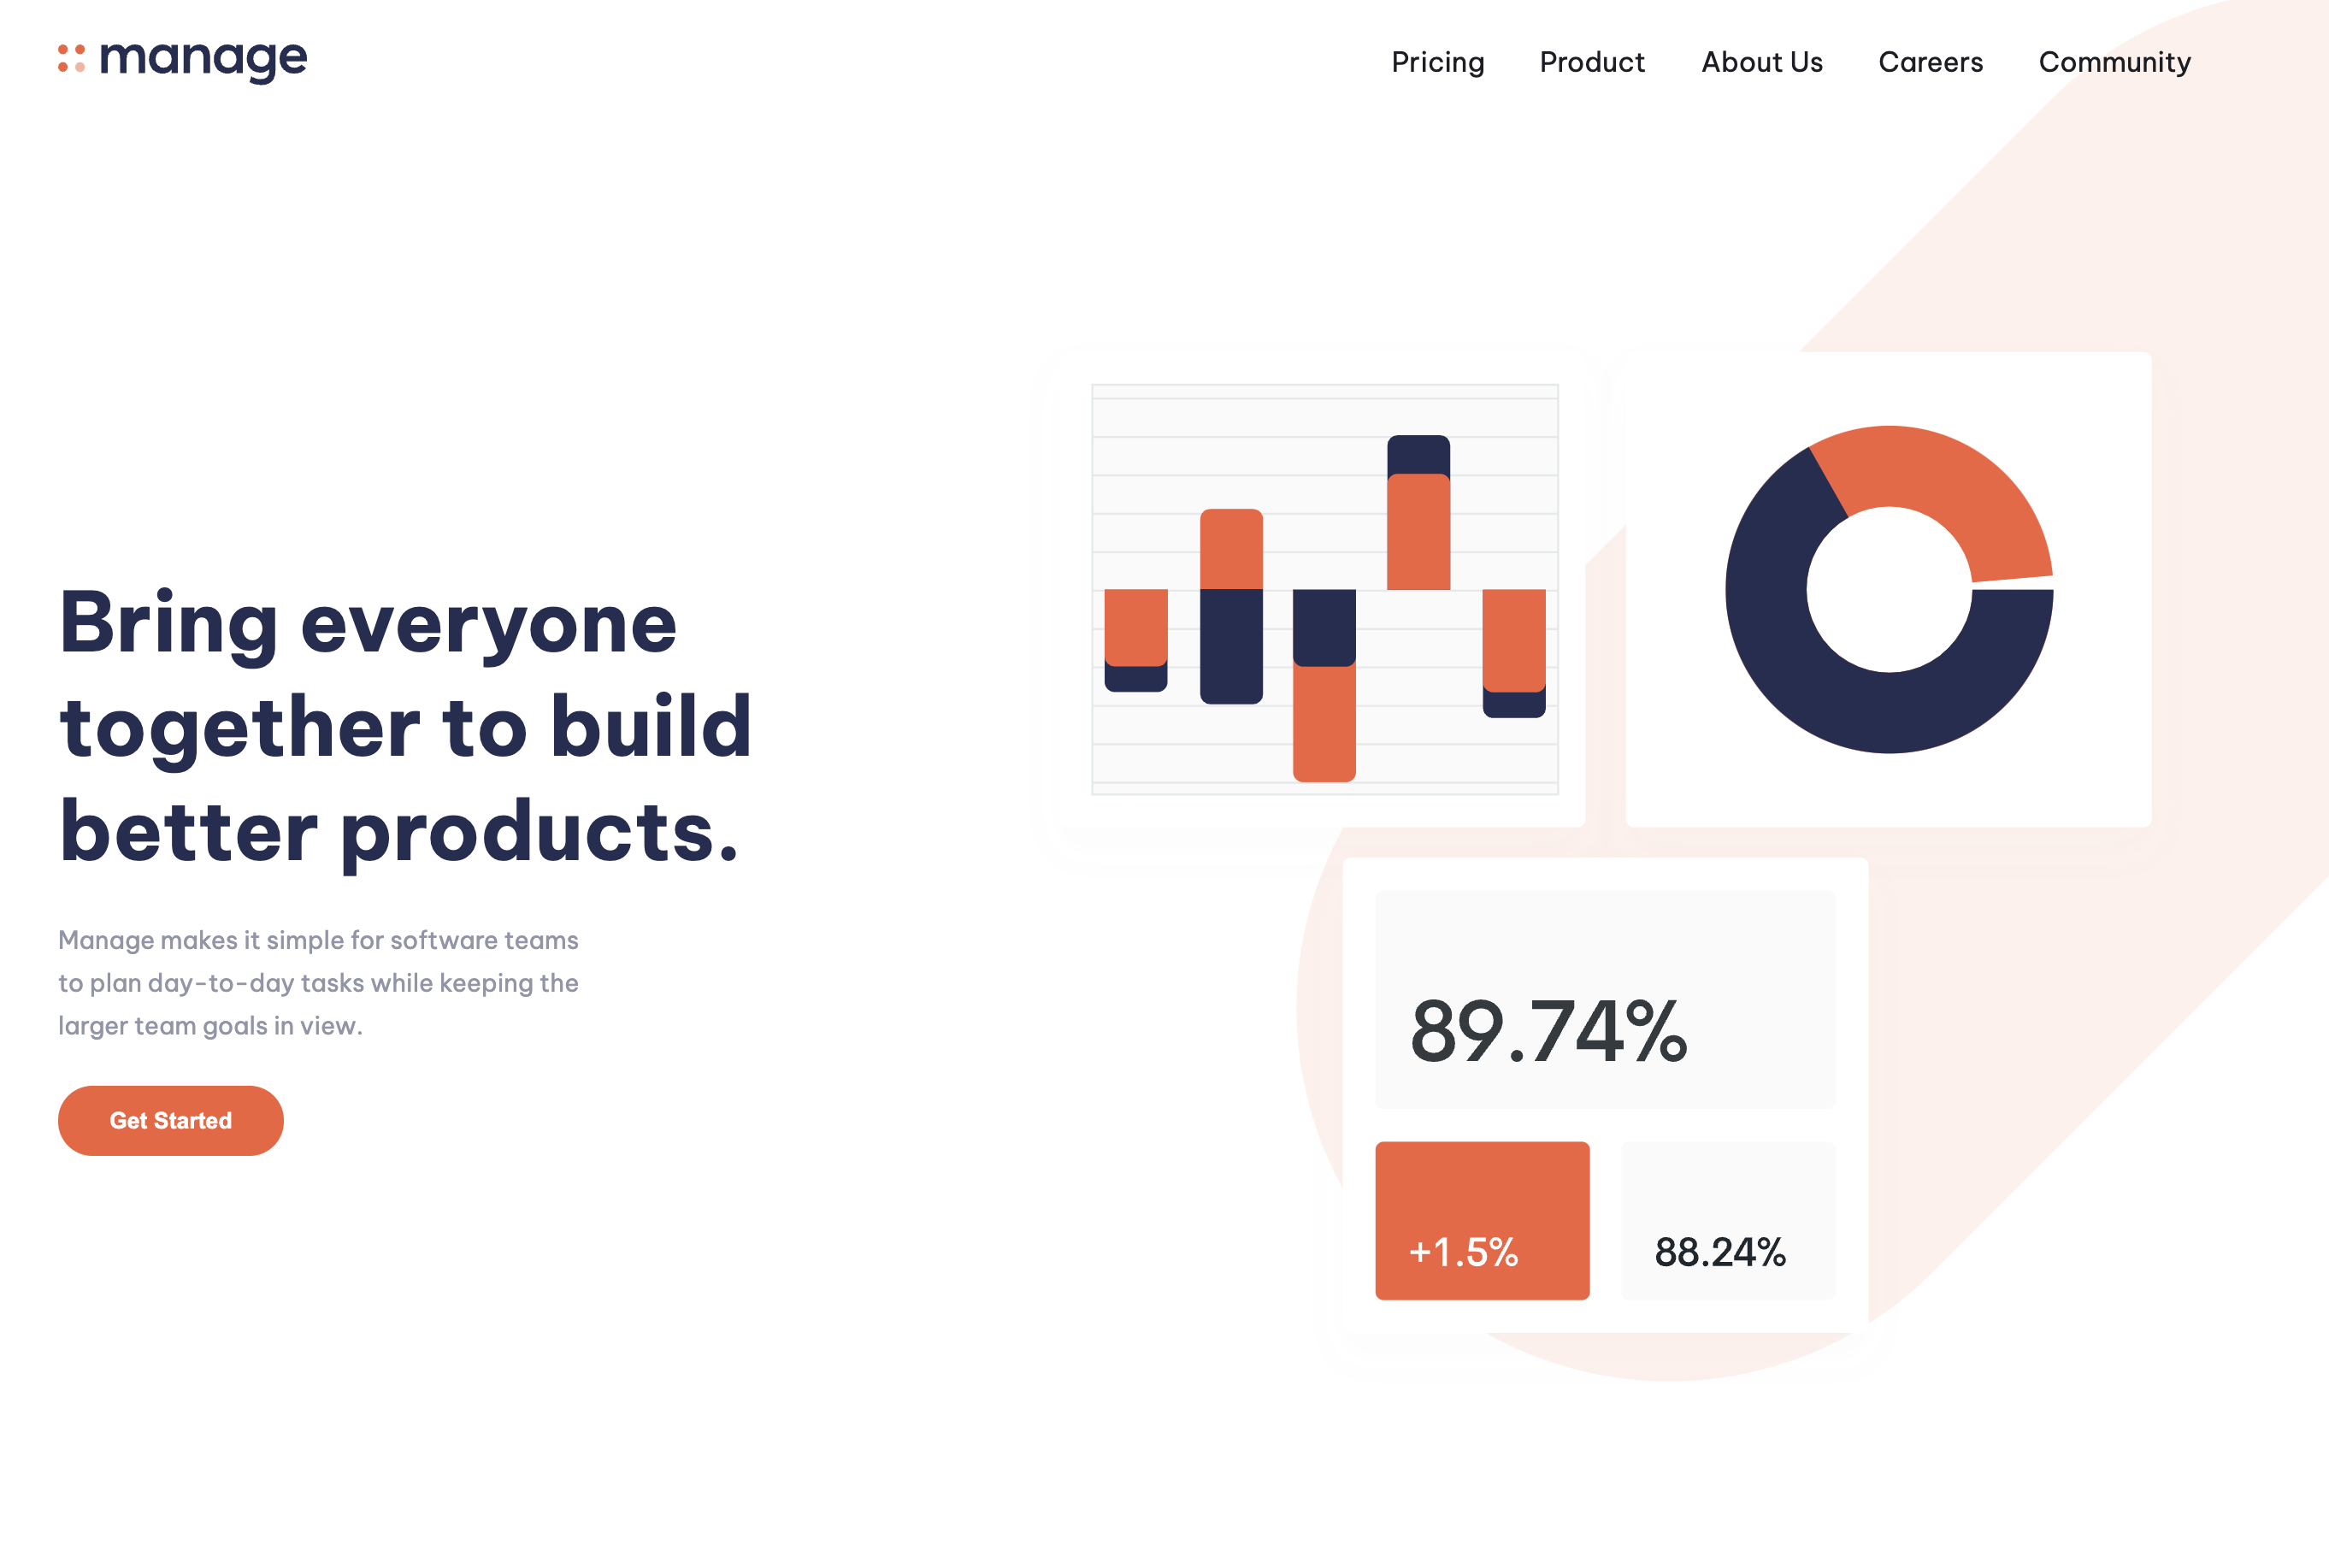 manage
Pricing Product About Us Careers Community
Bring everyone
together to build
better products.
Manage makes it simple for software teams
to plan day-to-day tasks while keeping the
larger team goals in view.
Get Started
89.74%
+1.5%
88.24%